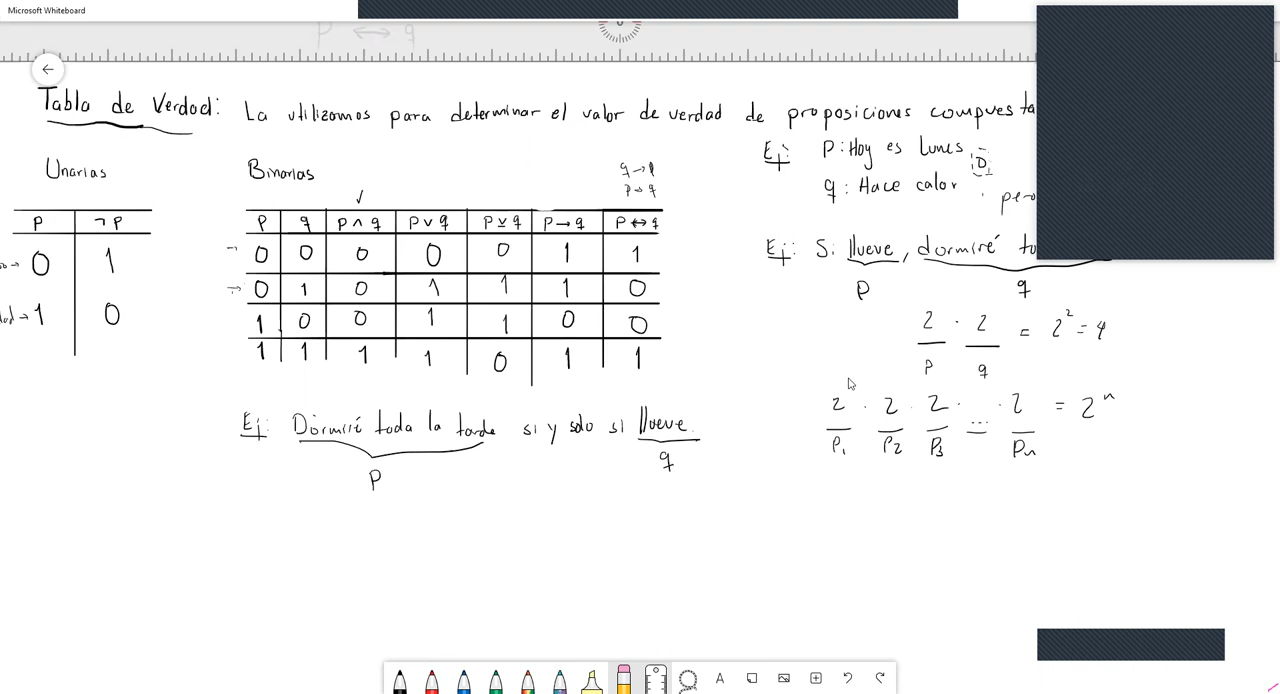 Microsoft Whiteboard
P ↔ q
Tabla de Verdad: La utilizamos para determinar el valor de verdad de proposiciones compuesta
Ej: P: Hoy es lunes
q: Hace calor
Unarias
P ¬P
0 1
1 0
Binarias
q → p
p → q
✓
P q P ∧ q P ∨ q P ⊻ q P → q P ↔ q
→ 0 0 0 0 0 1 1
→ 0 1 0 1 1 1 0
1 0 0 1 1 0 0
1 1 1 1 0 1 1
Ej: Si llueve, dormiré
p q
2 · 2 = 2² = 4
p q
2 · 2 · 2 · ... · 2 = 2ⁿ
P₁ P₂ P₃ Pn
Ej: Dormiré toda la tarde si y solo si llueve.
P q